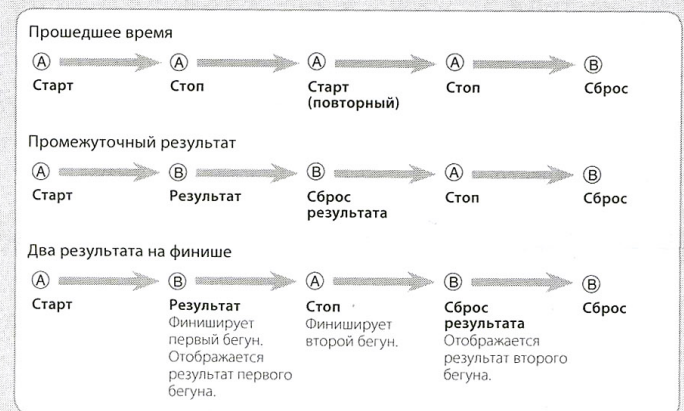 Прошедшее время
Ⓐ Ⓐ Ⓐ Ⓐ Ⓑ
Старт Стоп Старт Стоп Сброс
(повторный)
Промежуточный результат
Ⓐ Ⓑ Ⓑ Ⓐ Ⓑ
Старт Результат Сброс Стоп Сброс
результата
Два результата на финише
Ⓐ Ⓑ Ⓐ Ⓑ Ⓑ
Старт Результат Стоп Сброс Сброс
Финиширует Финиширует результата
первый бегун. второй бегун. Отображается
Отображается результат второго
результат первого бегуна.
бегуна.